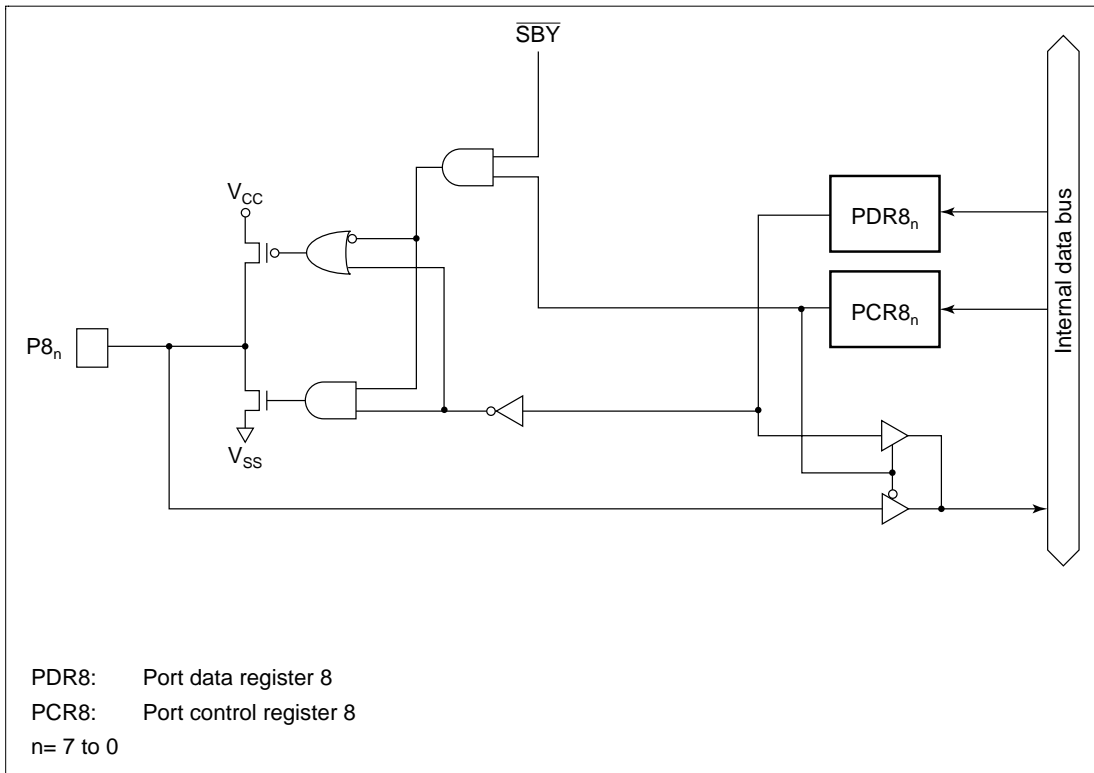 SBY
VCC
PDR8n
PCR8n
Internal data bus
P8n
VSS
PDR8: Port data register 8
PCR8: Port control register 8
n= 7 to 0